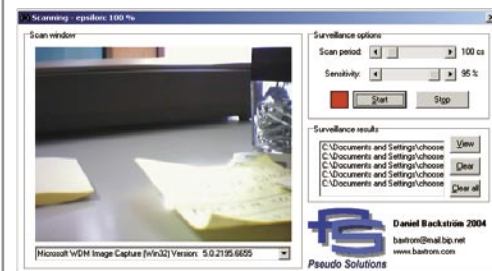 Scanning - epsilon: 100 %
Scan window
Microsoft WDM Image Capture (Win32) Version: 5.0.2195.6655
Surveillance options
Scan period: 100 cs
Sensitivity: 95 %
Start Stop
Surveillance results
C:\Documents and Settings\choose
C:\Documents and Settings\choose
C:\Documents and Settings\choose
C:\Documents and Settings\choose
C:\Documents and Settings\choose
View
Clear
Clear all
PS
Pseudo Solutions
Daniel Backström 2004
baxtrom@mail.bip.net
www.baxtrom.com